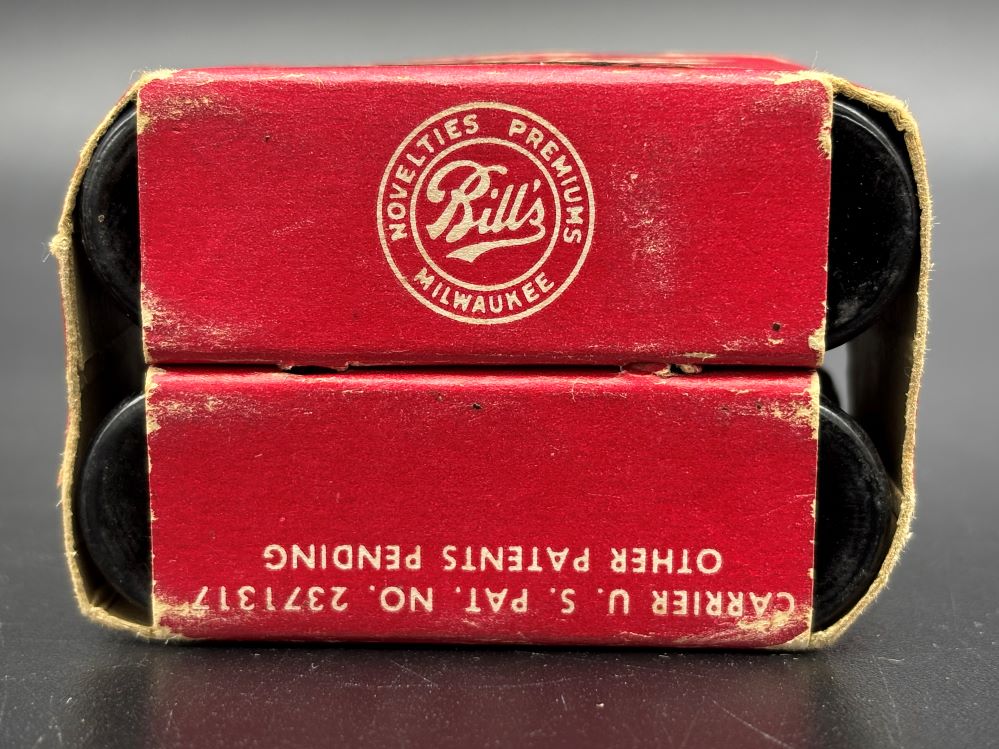 NOVELTIES PREMIUMS
Bill's
MILWAUKEE
CARRIER U. S. PAT. NO. 2371317
OTHER PATENTS PENDING